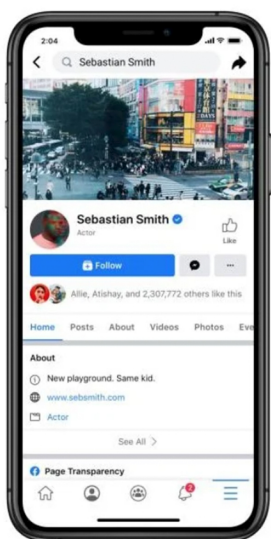 2:04
Sebastian Smith
Sebastian Smith
Actor
Like
Follow
Allie, Atishay, and 2,307,772 others like this
Home Posts About Videos Photos Eve
About
New playground. Same kid.
www.sebsmith.com
Actor
See All
Page Transparency
2